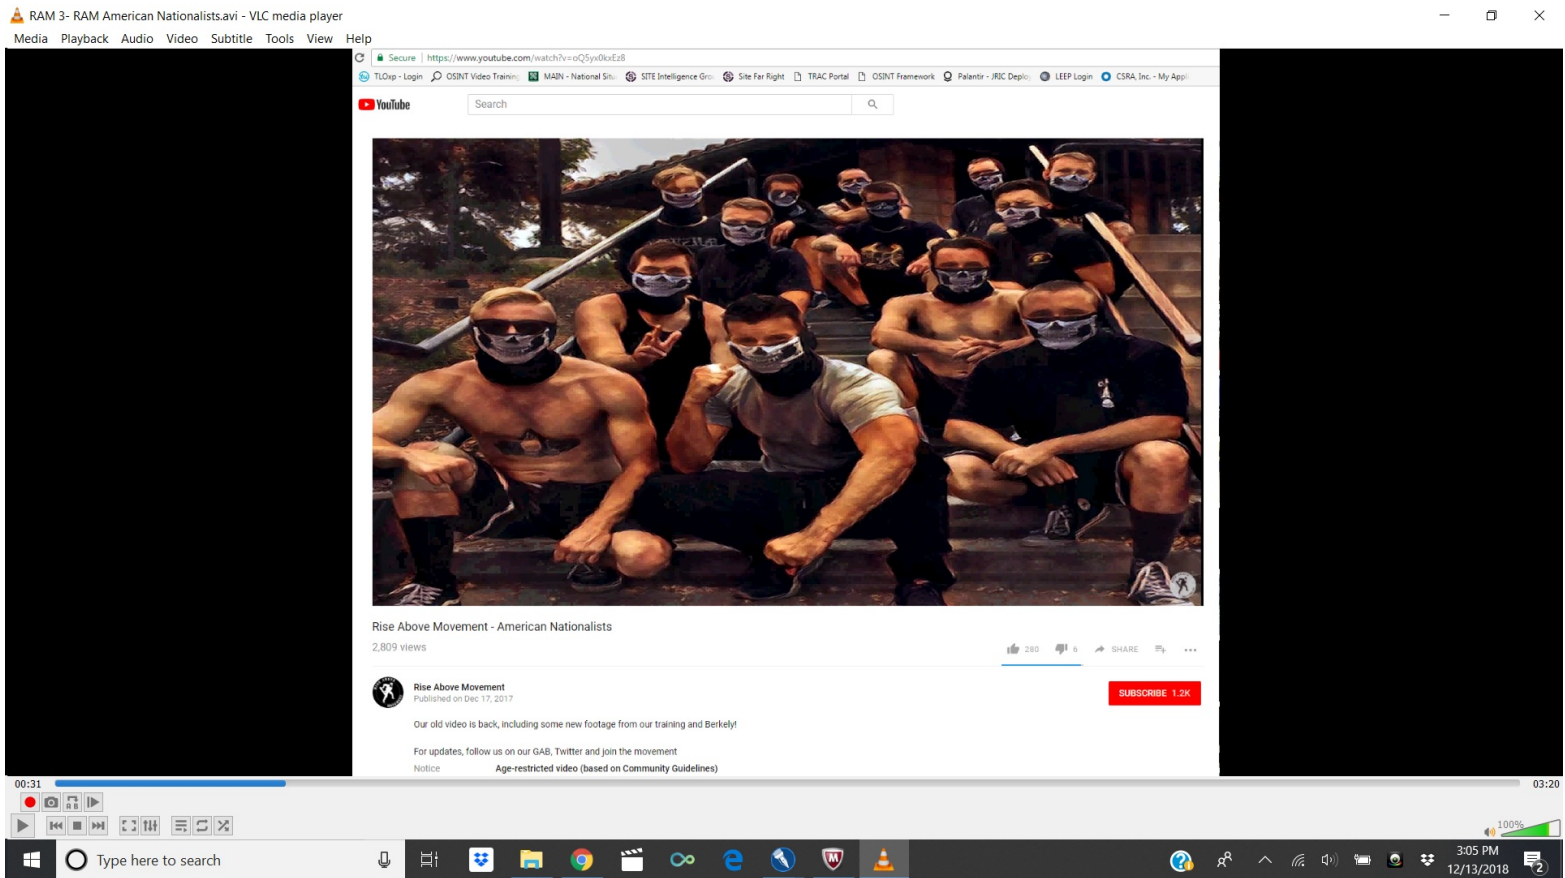 RAM 3- RAM American Nationalists.avi - VLC media player
Media Playback Audio Video Subtitle Tools View Help
Secure | https://www.youtube.com/watch?v=oQ5yx0kxEz8
TLOxp - Login OSINT Video Training MAIN - National Situ SITE Intelligence Gro Site Far Right TRAC Portal OSINT Framework Palantir - JRIC Deplo LEEP Login CSRA, Inc. - My Appl
YouTube
Search
Rise Above Movement - American Nationalists
2,809 views
280 6 SHARE
Rise Above Movement
Published on Dec 17, 2017
SUBSCRIBE 1.2K
Our old video is back, including some new footage from our training and Berkely!
For updates, follow us on our GAB, Twitter and join the movement
Notice Age-restricted video (based on Community Guidelines)
00:31 03:20
100%
Type here to search
3:05 PM
12/13/2018
2